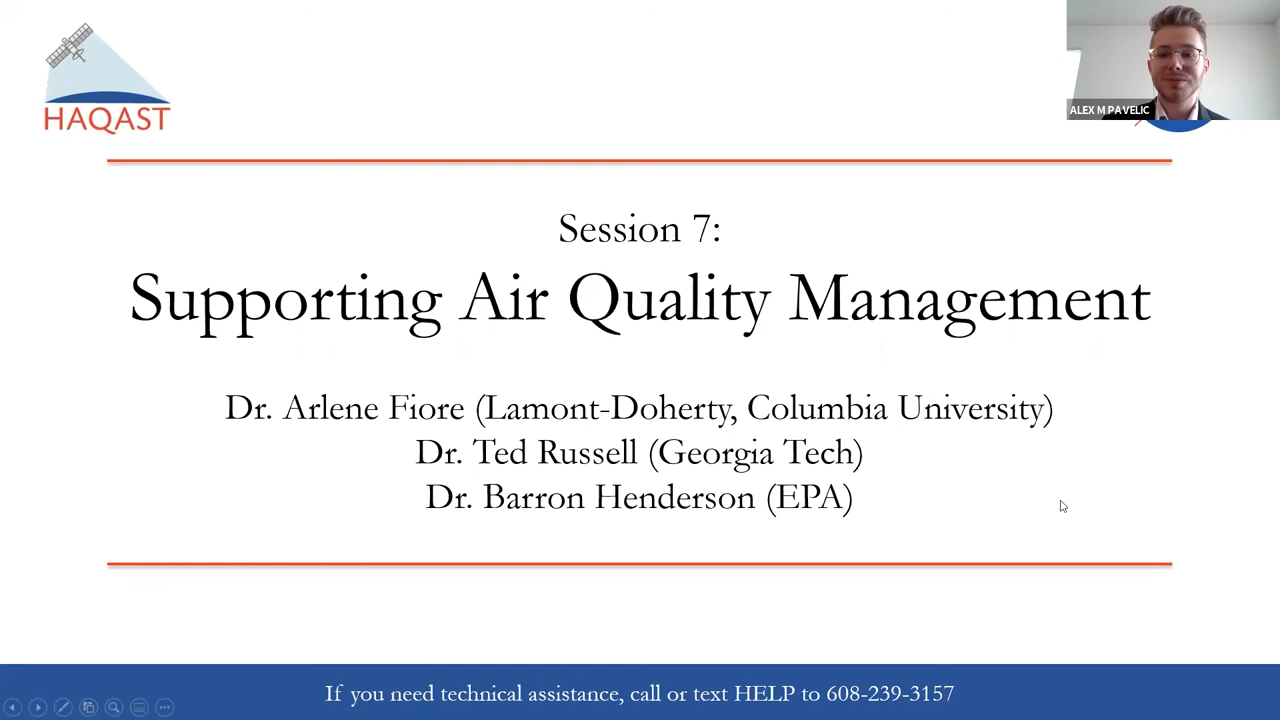 HAQAST
ALEX M PAVELIC
Session 7:
Supporting Air Quality Management
Dr. Arlene Fiore (Lamont-Doherty, Columbia University)
Dr. Ted Russell (Georgia Tech)
Dr. Barron Henderson (EPA)
If you need technical assistance, call or text HELP to 608-239-3157